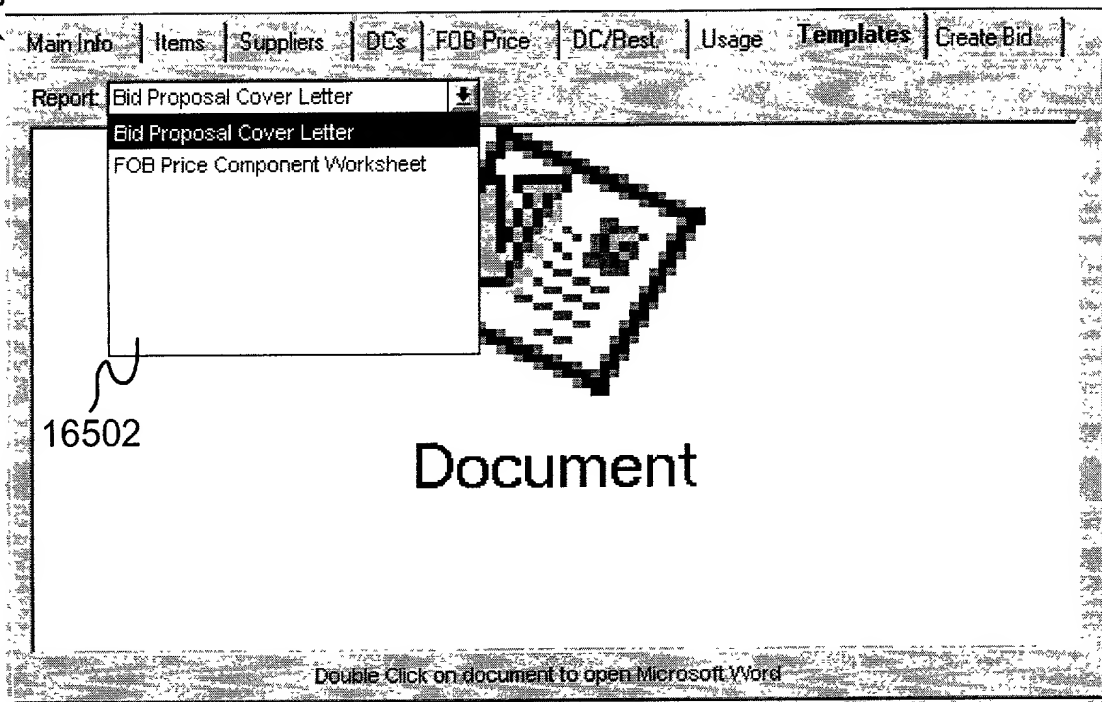 Main Info Items Suppliers DCs FOB Price DC/Rest. Usage Templates Create Bid
Report: Bid Proposal Cover Letter
Bid Proposal Cover Letter
FOB Price Component Worksheet
16502
Document
Double Click on document to open Microsoft Word